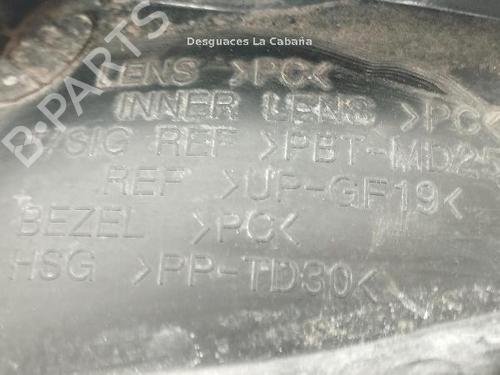 Desguaces La Cabaña
LENS >PC<
INNER LENS >PC<
REF >PBT-MD25
REF >UP-GF19<
BEZEL >PC<
HSG >PP-TD30<
B-PARTS